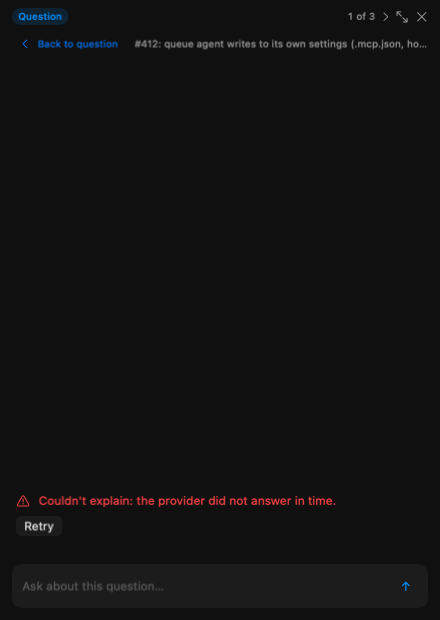 Question
1 of 3
Back to question
#412: queue agent writes to its own settings (.mcp.json, ho...
Couldn't explain: the provider did not answer in time.
Retry
Ask about this question...